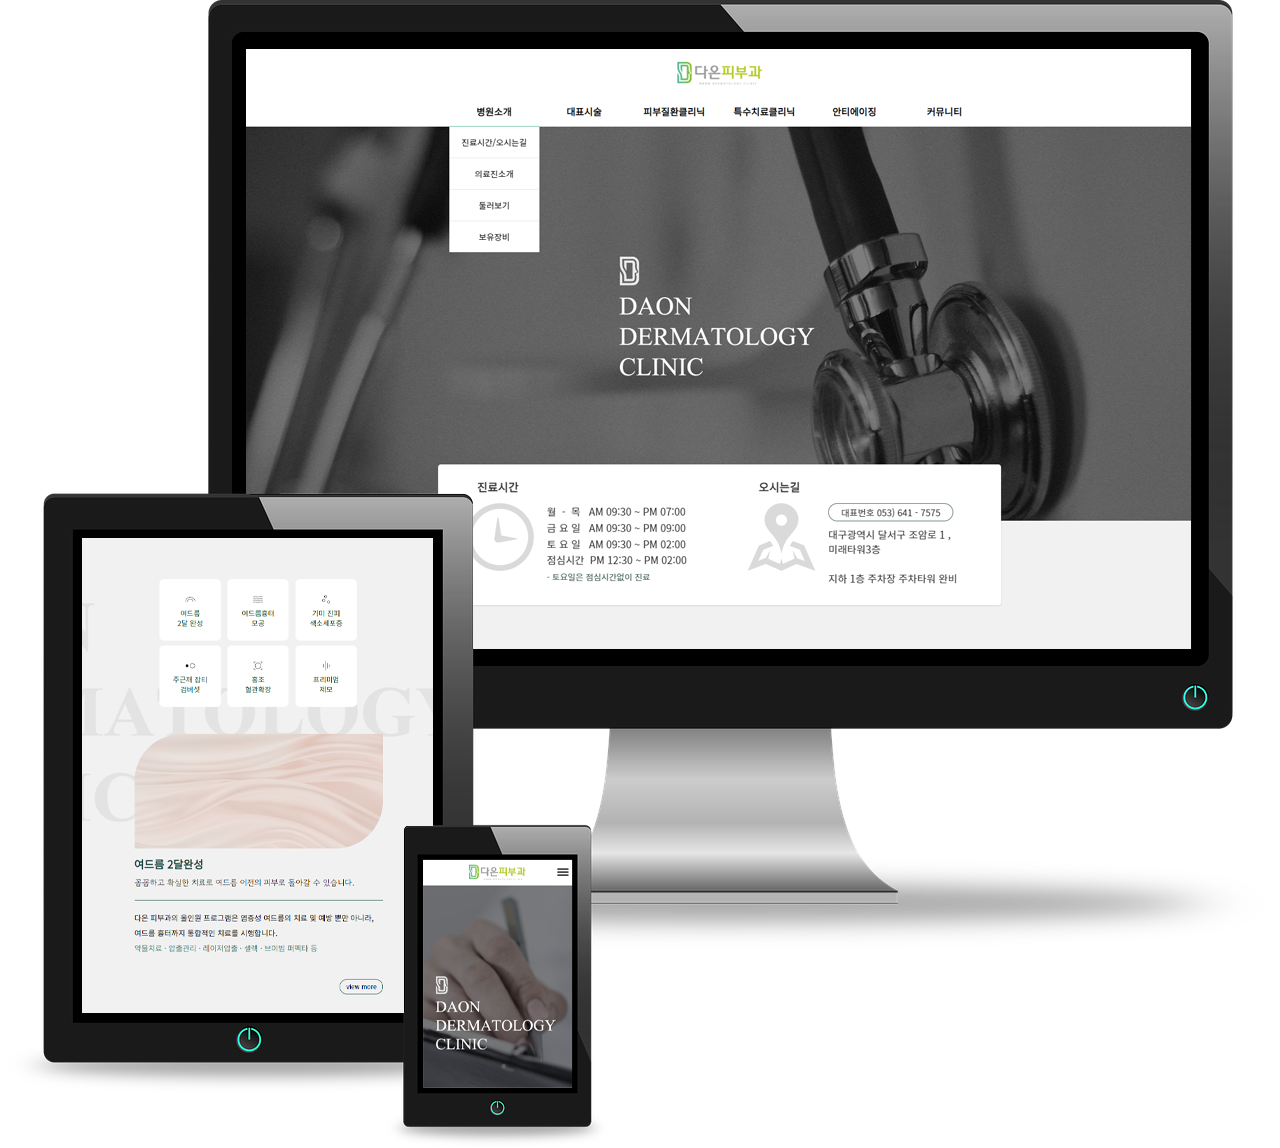 다온피부과
병원소개
대표시술
피부질환클리닉
특수치료클리닉
안티에이징
커뮤니티
진료시간/오시는길
의료진소개
둘러보기
보유장비
DAON
DERMATOLOGY
CLINIC
진료시간
월 - 목 AM 09:30 ~ PM 07:00
금 요 일 AM 09:30 ~ PM 09:00
토 요 일 AM 09:30 ~ PM 02:00
점심시간 PM 12:30 ~ PM 02:00
- 토요일은 점심시간없이 진료
오시는길
대표번호 053) 641 - 7575
대구광역시 달서구 조암로 1 ,
미래타워3층
지하 1층 주차장 주차타워 완비
여드름
2달 완성
여드름흉터
모공
기미 잔띠
색소세포증
주근깨 잡티
검버섯
홍조
혈관확장
프리미엄
제모
MATOLOGY
IC
여드름 2달완성
꼼꼼하고 확실한 치료로 여드름 이전의 피부로 돌아갈 수 있습니다.
다온 피부과의 올인원 프로그램은 염증성 여드름의 치료 및 예방 뿐만 아니라,
여드름 흉터까지 통합적인 치료를 시행합니다.
약물치료 · 압출관리 · 레이저압출 · 셀렉 · 브이빔 퍼펙타 등
view more
다온피부과
DAON
DERMATOLOGY
CLINIC